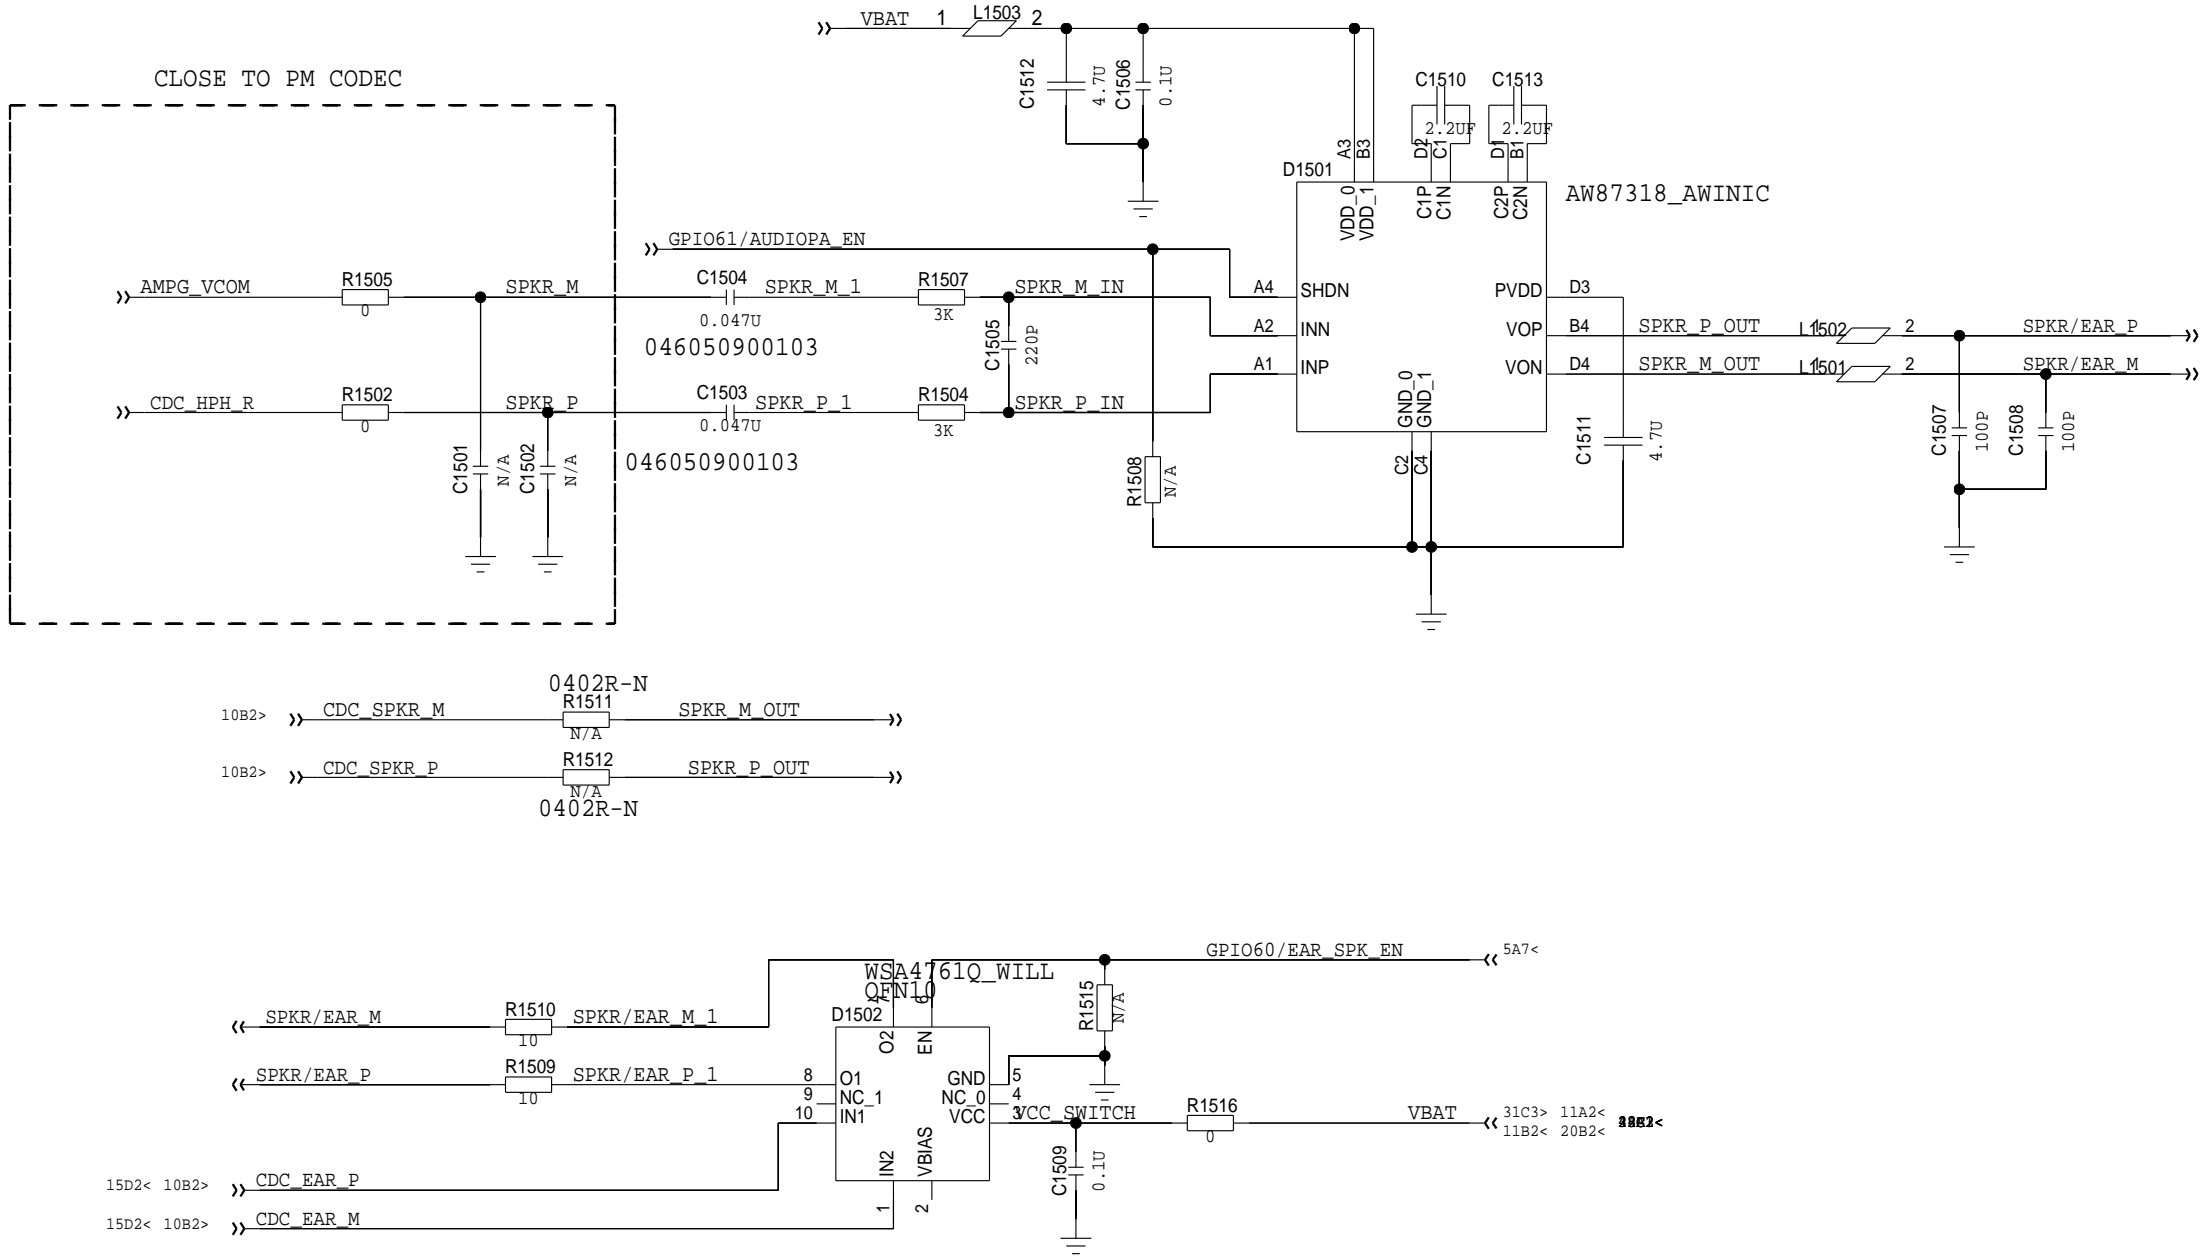 VBAT 1 L1503 2
CLOSE TO PM CODEC
C1512 4.7U C1506 0.1U
C1510 C1513
2.2UF 2.2UF
A3 B3 D2 C1 D1 B1
D1501
AW87318_AWINIC
VDD_0 VDD_1 C1P C1N C2P C2N
GPIO61/AUDIOPA_EN
AMPG_VCOM R1505 SPKR_M C1504 SPKR_M_1 R1507 SPKR_M_IN A4 SHDN PVDD D3
0 0.047U 3K
A2 INN VOP B4 SPKR_P_OUT 1 L1502 2 SPKR/EAR_P
046050900103 C1505 220P
A1 INP VON D4 SPKR_M_OUT 1 L1501 2 SPKR/EAR_M
CDC_HPH_R R1502 SPKR_P C1503 SPKR_P_1 R1504 SPKR_P_IN
0 0.047U 3K
GND_0 GND_1
C1511 4.7U C1507 100P C1508 100P
C1501 N/A C1502 N/A 046050900103 R1508 N/A C2 C4
0402R-N
10B2> CDC_SPKR_M R1511 SPKR_M_OUT
N/A
10B2> CDC_SPKR_P R1512 SPKR_P_OUT
N/A
0402R-N
GPIO60/EAR_SPK_EN 5A7<
WSA4761Q_WILL
QFN10
7 6
D1502 R1515 N/A
SPKR/EAR_M R1510 SPKR/EAR_M_1
10
O2 EN
SPKR/EAR_P R1509 SPKR/EAR_P_1 8 O1 GND 5
10
9 NC_1 NC_0 4
10 IN1 VCC 3 VCC_SWITCH R1516 VBAT 31C3> 11A2<
0 11B2< 20B2<
IN2 VBIAS C1509 0.1U
15D2< 10B2> CDC_EAR_P
1 2
15D2< 10B2> CDC_EAR_M